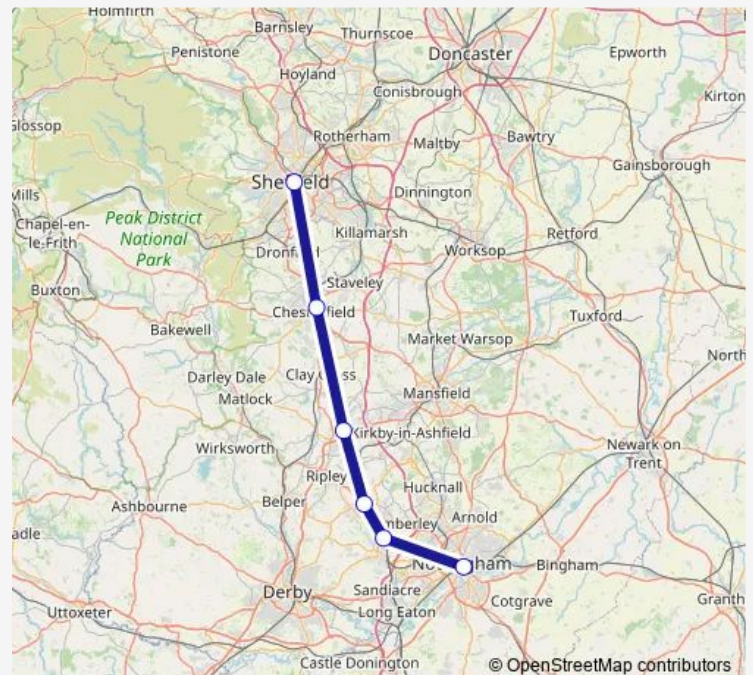 Holmfirth
Barnsley
Thurnscoe
Doncaster
Penistone
Epworth
Hoyland
Conisbrough
Kirton
Glossop
Rotherham
Maltby
Bawtry
Gainsborough
Dinnington
Mills
Peak District
National
Park
Chapel-en-
le-Frith
Killamarsh
Retford
Worksop
Staveley
Buxton
Tuxford
Bakewell
Market Warsop
North
Darley Dale
Matlock
Mansfield
Kirkby-in-Ashfield
Wirksworth
Newark on
Trent
Ripley
Hucknall
Belper
Ashbourne
Arnold
Bingham
Derby
Sandiacre
Cotgrave
Granth
Long Eaton
Uttoxeter
Castle Donington
© OpenStreetMap contributors